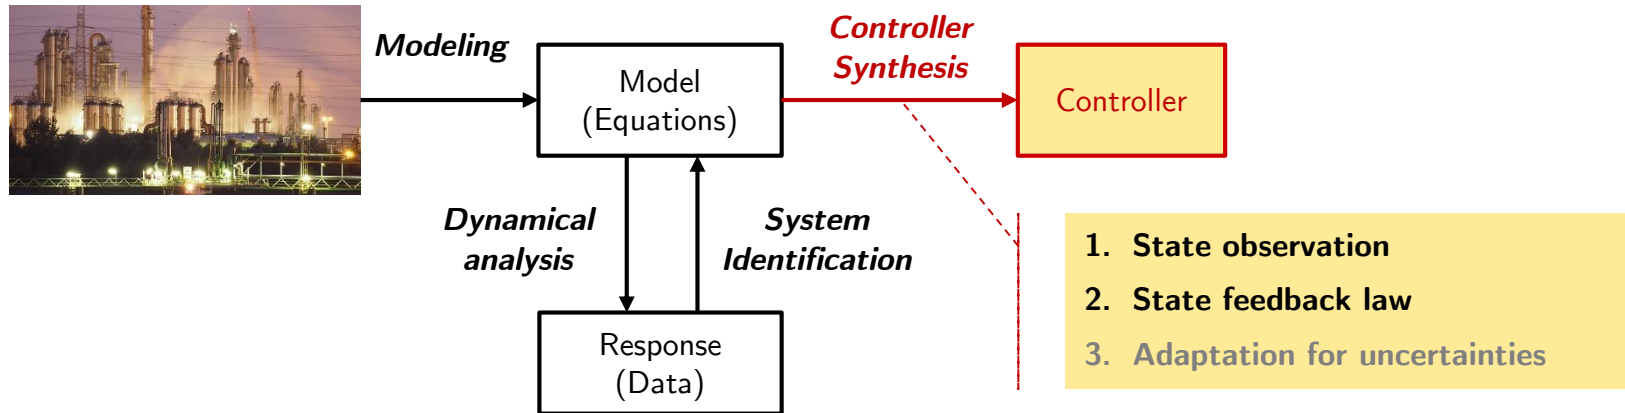 Modeling
Model
(Equations)
Controller
Synthesis
Controller
Dynamical
analysis
System
Identification
Response
(Data)
1. State observation
2. State feedback law
3. Adaptation for uncertainties